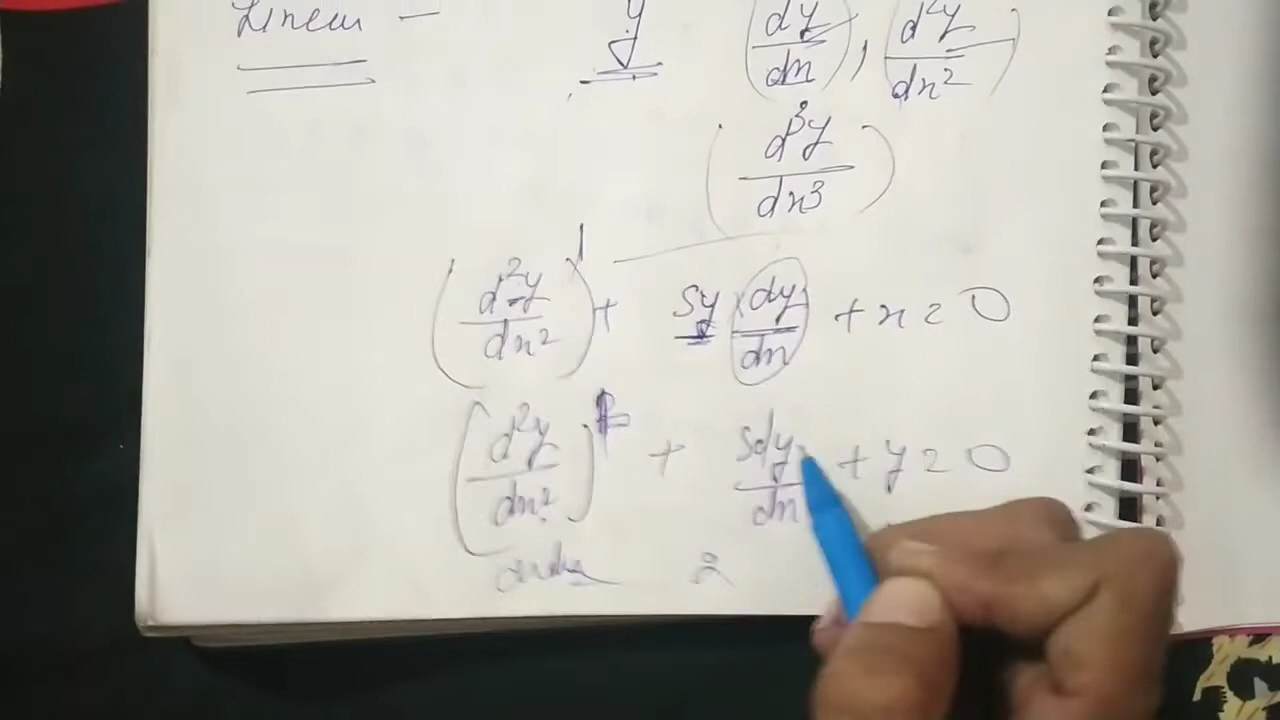 Linear - y (dy/dx), (d²y/dx²)
(d³y/dx³)
(d²y/dx²)¹ + 5y (dy/dx) + x = 0
[d²y/dx²] + 5dy/dx + y = 0
order 2